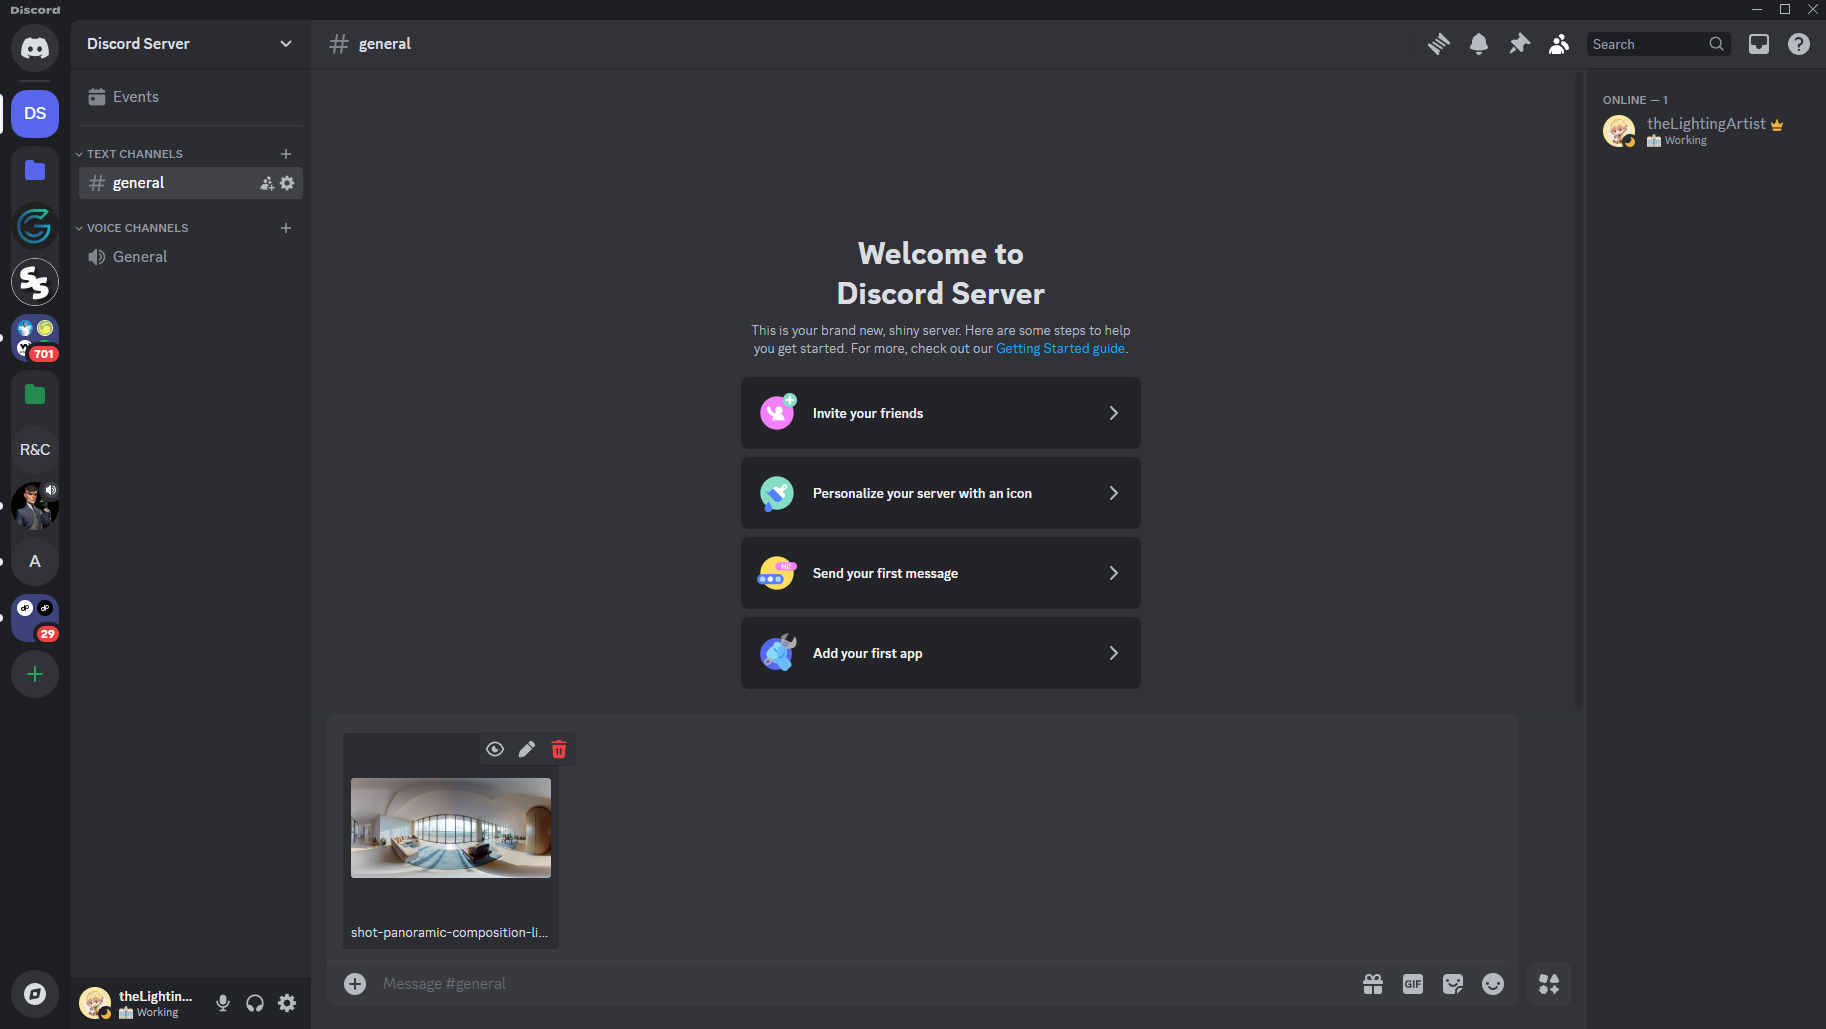 Discord
Discord Server
general
Search
Events
DS
TEXT CHANNELS
general
VOICE CHANNELS
General
701
R&C
A
29
Welcome to
Discord Server
This is your brand new, shiny server. Here are some steps to help
you get started. For more, check out our Getting Started guide.
Invite your friends
Personalize your server with an icon
Hi!
Send your first message
Add your first app
shot-panoramic-composition-li...
Message #general
GIF
theLightin...
Working
ONLINE — 1
theLightingArtist
Working